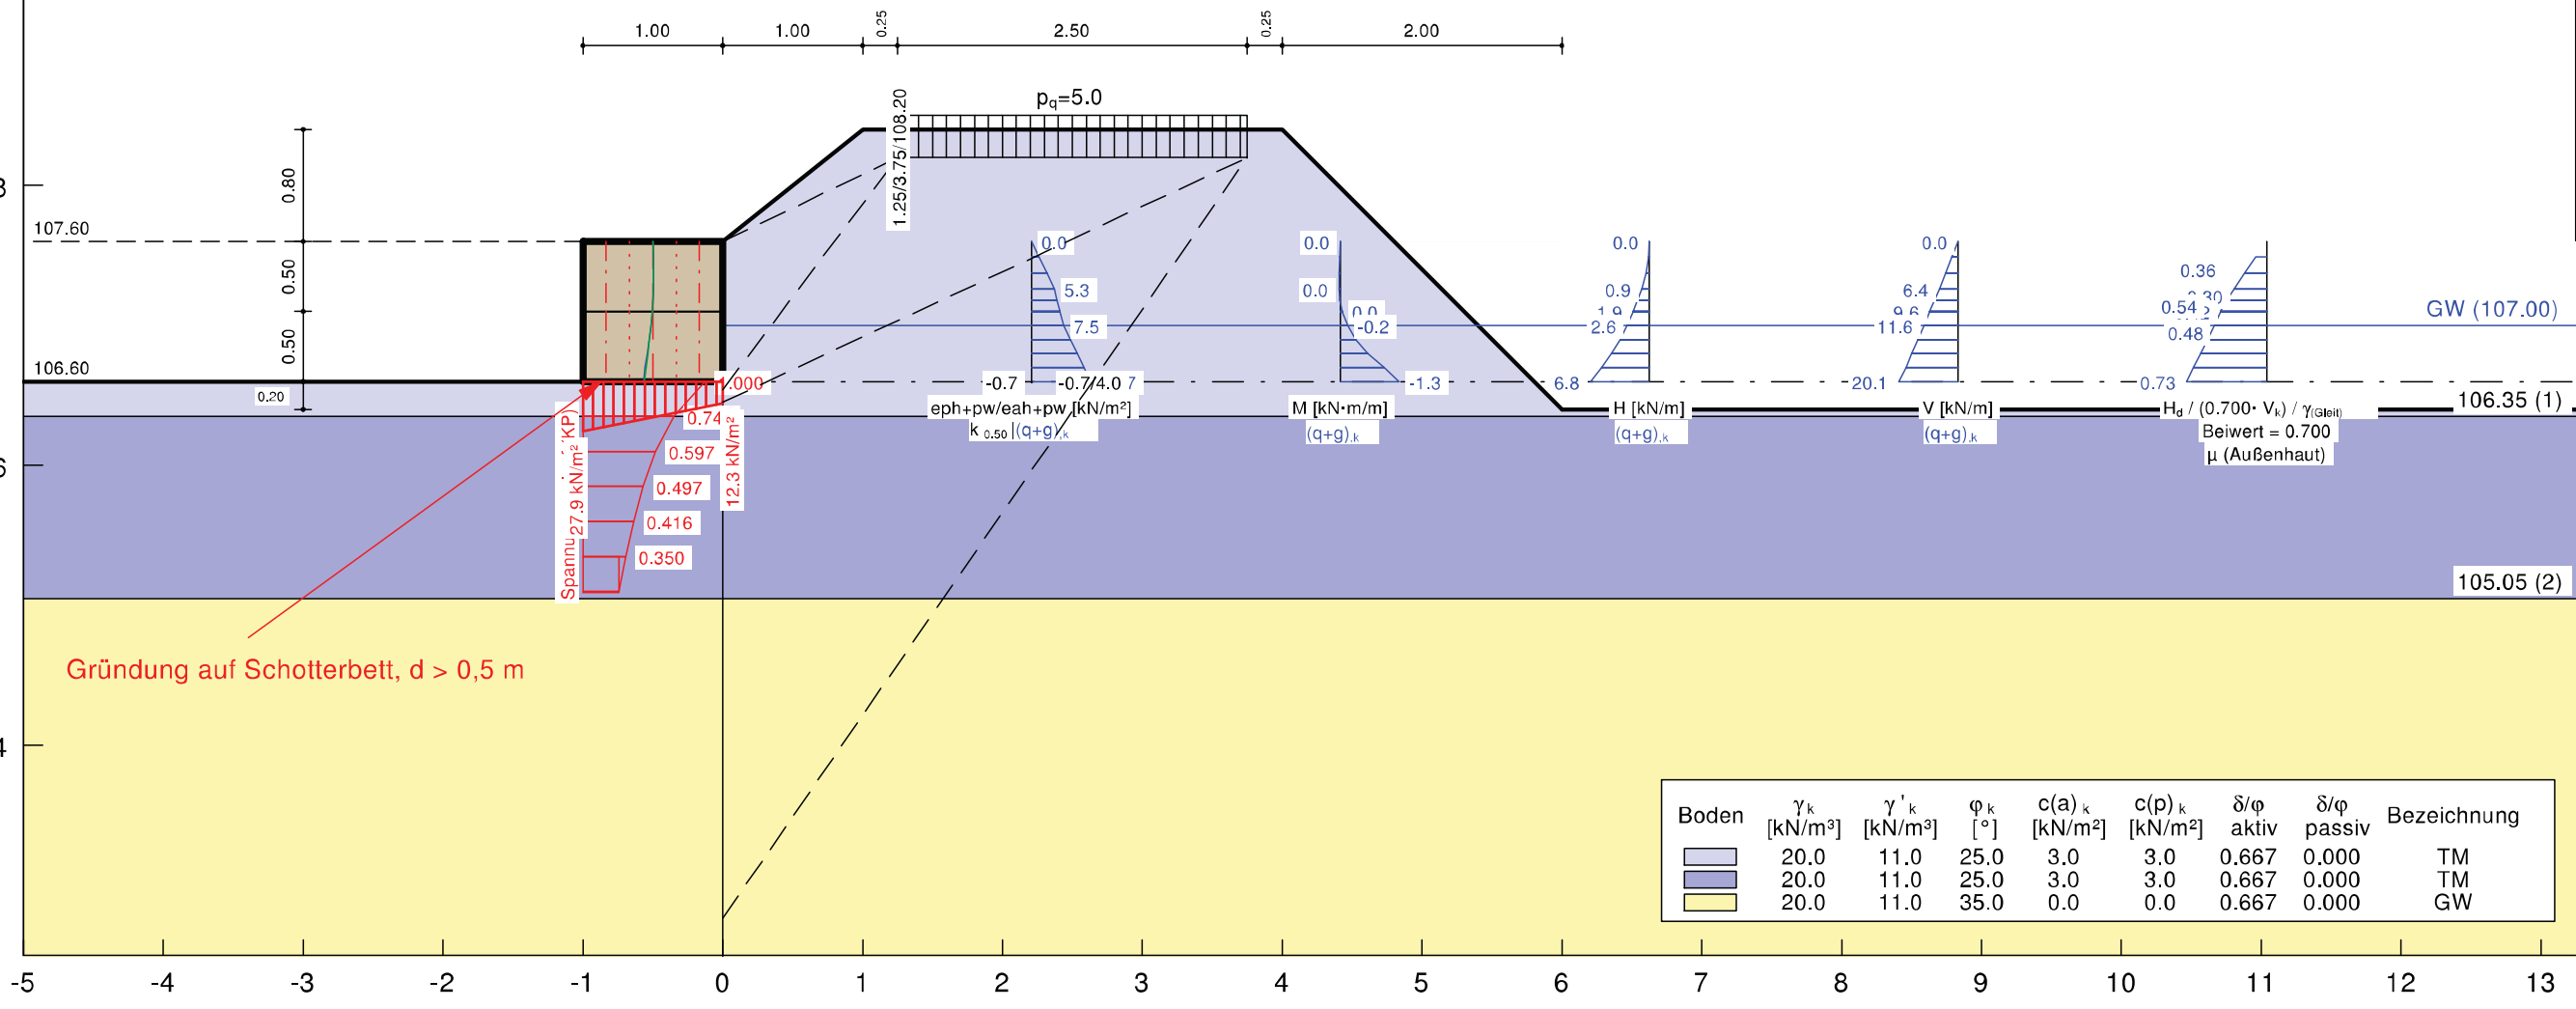 1.00 1.00 0.25 2.50 0.25 2.00
pq=5.0
1.25/3.75/108.20
0.80
107.60
0.50
0.50
106.60
0.20
0.0 0.0 0.0 0.0
5.3 0.0 0.9 6.4 0.36
0.0 1.9 9.6 0.54
7.5 -0.2 2.6 11.6 0.48
GW (107.00)
-0.7 -0.7/4.0 7 -1.3 6.8 20.1 0.73
.000
eph+pw/eah+pw [kN/m²]
k 0.50 |(q+g),k
M [kN·m/m]
(q+g),k
H [kN/m]
(q+g),k
V [kN/m]
(q+g),k
Hd / (0.700· Vk) / γ(Gleit)
Beiwert = 0.700
μ (Außenhaut)
106.35 (1)
0.74
0.597
0.497
0.416
0.350
27.9 kN/m²
12.3 kN/m²
105.05 (2)
Gründung auf Schotterbett, d > 0,5 m
Boden γk [kN/m³] γ'k [kN/m³] φk [°] c(a)k [kN/m²] c(p)k [kN/m²] δ/φ aktiv δ/φ passiv Bezeichnung
20.0 11.0 25.0 3.0 3.0 0.667 0.000 TM
20.0 11.0 25.0 3.0 3.0 0.667 0.000 TM
20.0 11.0 35.0 0.0 0.0 0.667 0.000 GW
-5 -4 -3 -2 -1 0 1 2 3 4 5 6 7 8 9 10 11 12 13